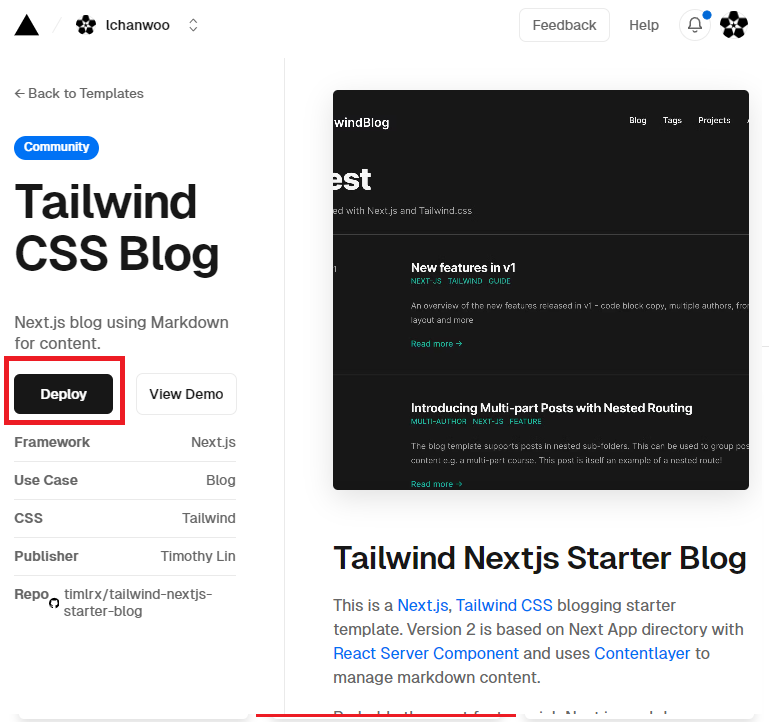 lchanwoo
Feedback
Help
← Back to Templates
Community
Tailwind
CSS Blog
Next.js blog using Markdown
for content.
Deploy
View Demo
Framework Next.js
Use Case Blog
CSS Tailwind
Publisher Timothy Lin
Repo timlrx/tailwind-nextjs-
starter-blog
windBlog
Blog Tags Projects
est
ed with Next.js and Tailwind.css
New features in v1
NEXT-JS TAILWIND GUIDE
An overview of the new features released in v1 - code block copy, multiple authors, fro
layout and more
Read more →
Introducing Multi-part Posts with Nested Routing
MULTI-AUTHOR NEXT-JS FEATURE
The blog template supports posts in nested sub-folders. This can be used to group pos
content e.g. a multi-part course. This post is itself an example of a nested route!
Read more →
Tailwind Nextjs Starter Blog
This is a Next.js, Tailwind CSS blogging starter
template. Version 2 is based on Next App directory with
React Server Component and uses Contentlayer to
manage markdown content.